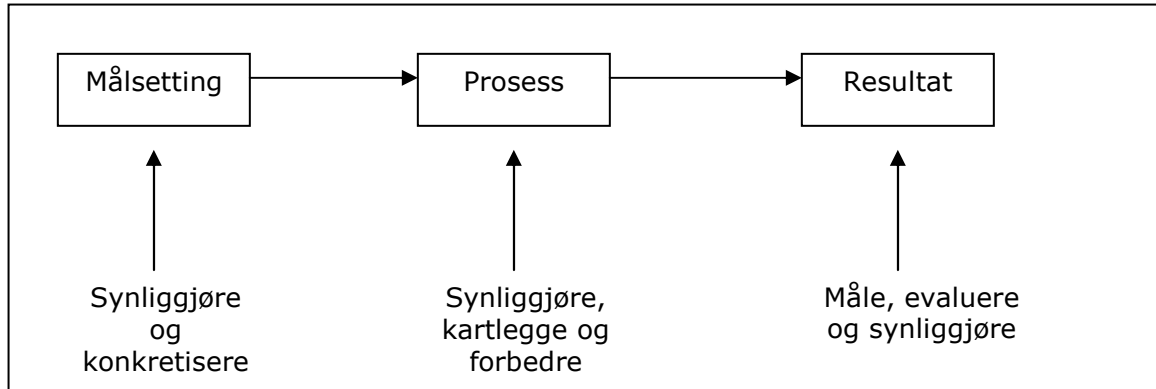 Målsetting
Prosess
Resultat
Synliggjøre
og
konkretisere
Synliggjøre,
kartlegge og
forbedre
Måle, evaluere
og synliggjøre